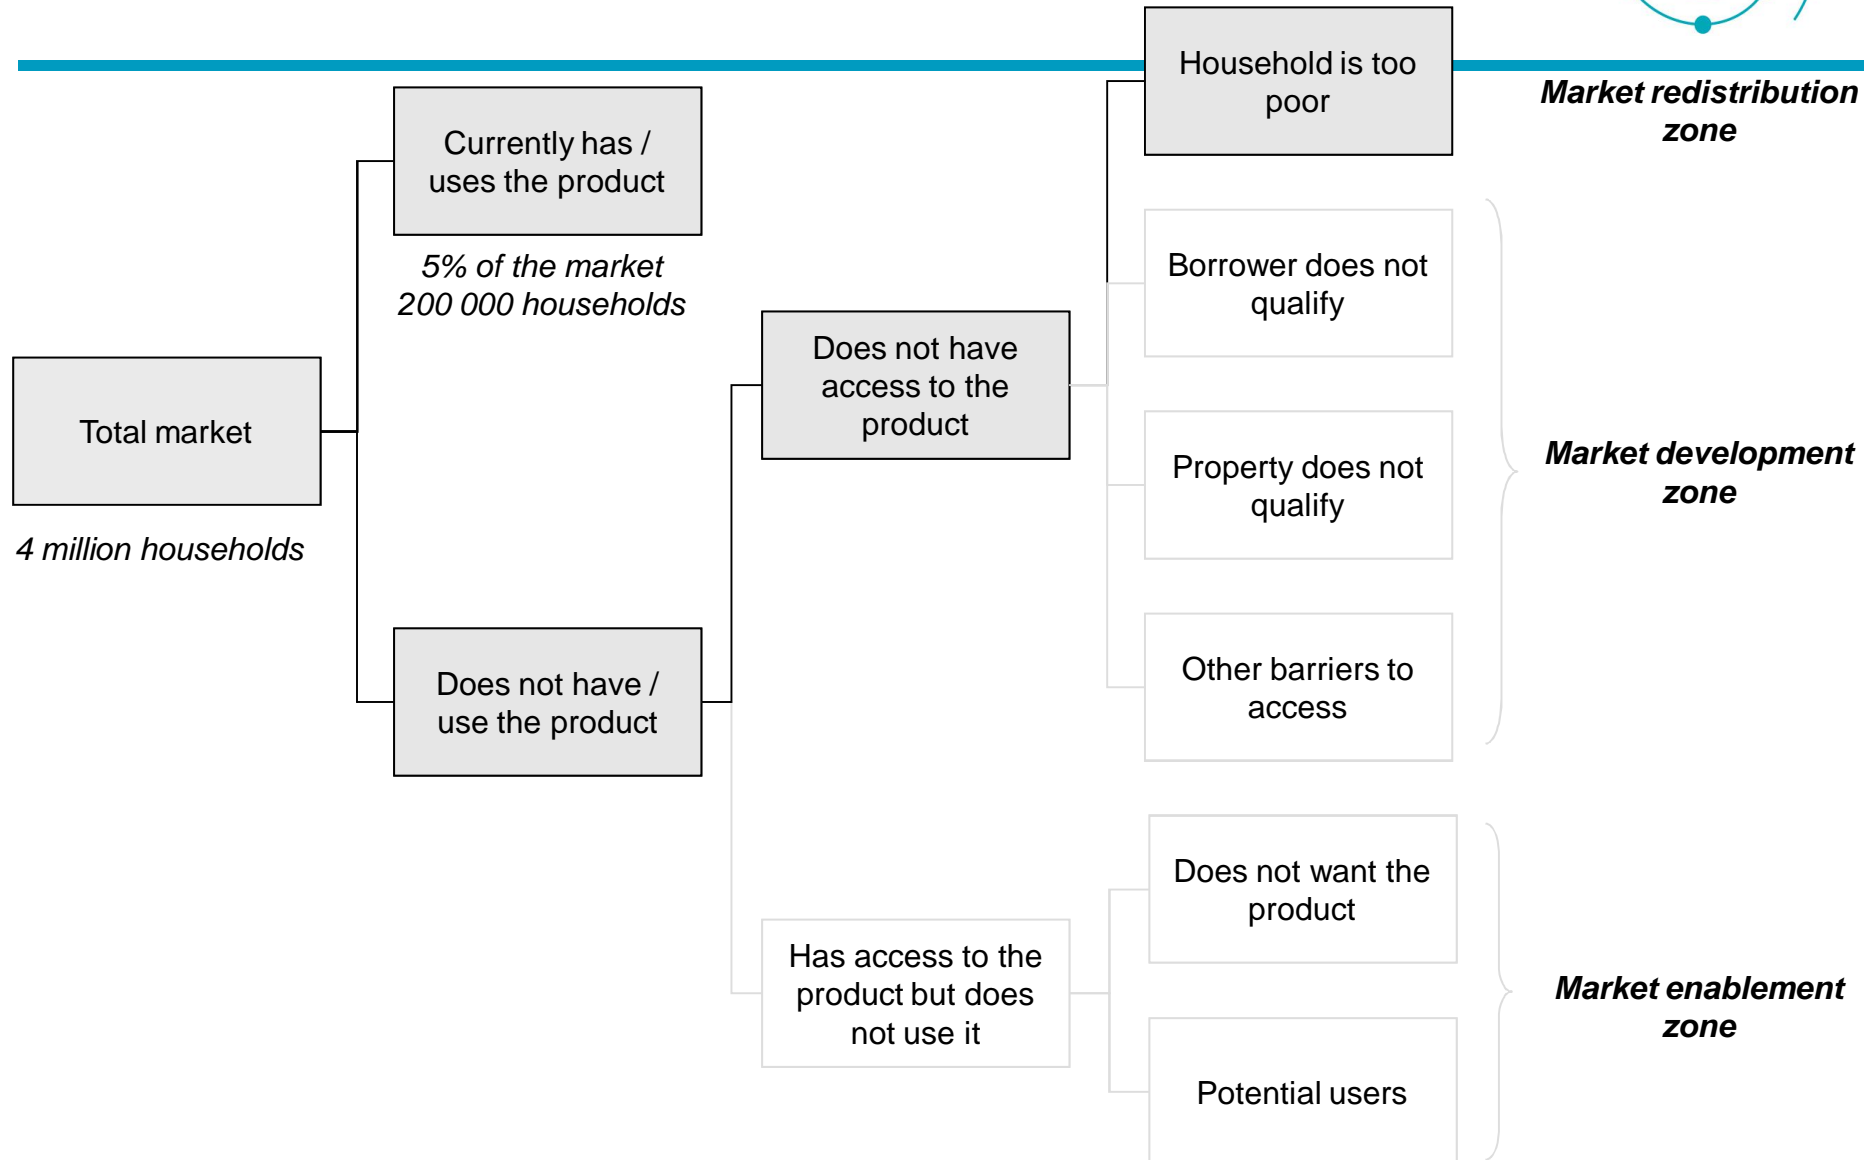 Household is too
poor
Market redistribution
zone
Currently has /
uses the product
5% of the market
200 000 households
Borrower does not
qualify
Does not have
access to the
product
Total market
4 million households
Property does not
qualify
Market development
zone
Does not have /
use the product
Other barriers to
access
Does not want the
product
Has access to the
product but does
not use it
Market enablement
zone
Potential users